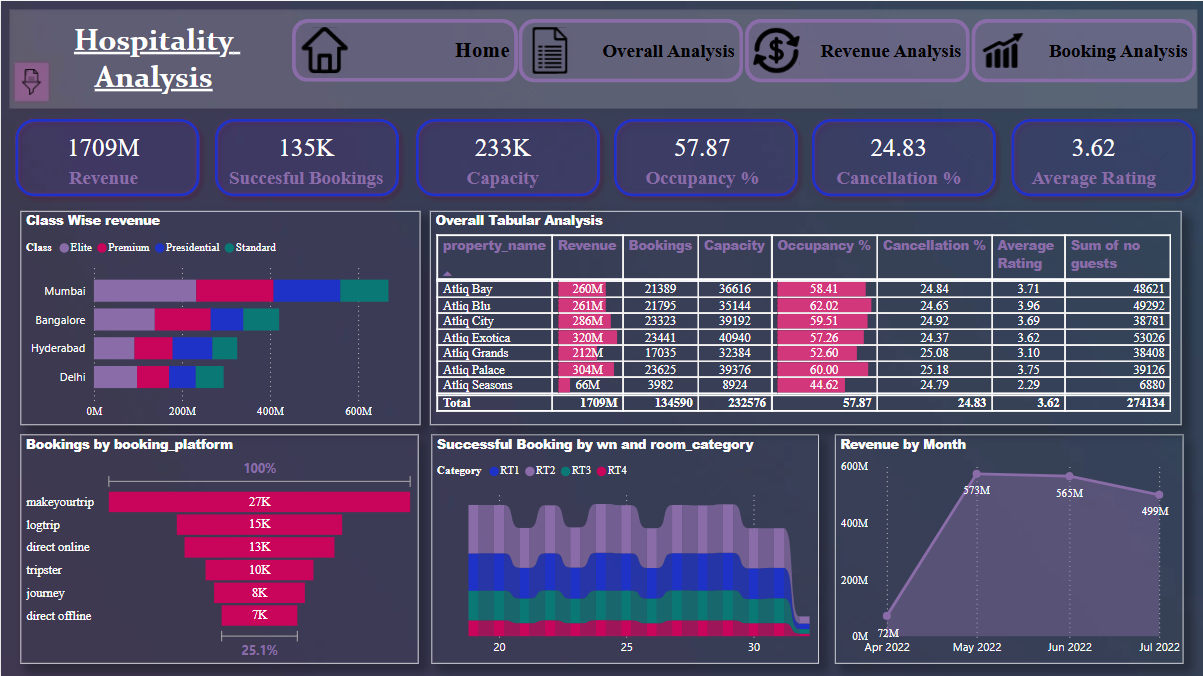 Hospitality
Analysis
Home
Overall Analysis
Revenue Analysis
Booking Analysis
1709M
Revenue
135K
Succesful Bookings
233K
Capacity
57.87
Occupancy %
24.83
Cancellation %
3.62
Average Rating
Class Wise revenue
Class Elite Premium Presidential Standard
Mumbai
Bangalore
Hyderabad
Delhi
0M 200M 400M 600M
Overall Tabular Analysis
property_name Revenue Bookings Capacity Occupancy % Cancellation % Average Rating Sum of no guests
Atliq Bay 260M 21389 36616 58.41 24.84 3.71 48621
Atliq Blu 261M 21795 35144 62.02 24.65 3.96 49292
Atliq City 286M 23323 39192 59.51 24.92 3.69 38781
Atliq Exotica 320M 23441 40940 57.26 24.37 3.62 53026
Atliq Grands 212M 17035 32384 52.60 25.08 3.10 38408
Atliq Palace 304M 23625 39376 60.00 25.18 3.75 39126
Atliq Seasons 66M 3982 8924 44.62 24.79 2.29 6880
Total 1709M 134590 232576 57.87 24.83 3.62 274134
Bookings by booking_platform
100%
makeyourtrip 27K
logtrip 15K
direct online 13K
tripster 10K
journey 8K
direct offline 7K
25.1%
Successful Booking by wn and room_category
Category RT1 RT2 RT3 RT4
20 25 30
Revenue by Month
600M
400M
200M
0M
573M
565M
499M
72M
Apr 2022 May 2022 Jun 2022 Jul 2022